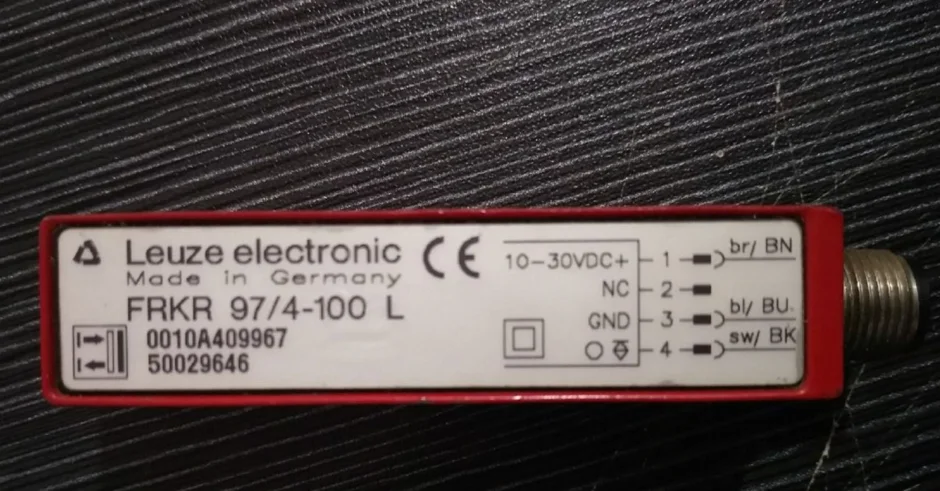 Leuze electronic
Made in Germany
FRKR 97/4-100 L
0010A409967
50029646
CE
10-30VDC+ 1 br/ BN
NC 2
GND 3 bl/ BU
4 sw/ BK